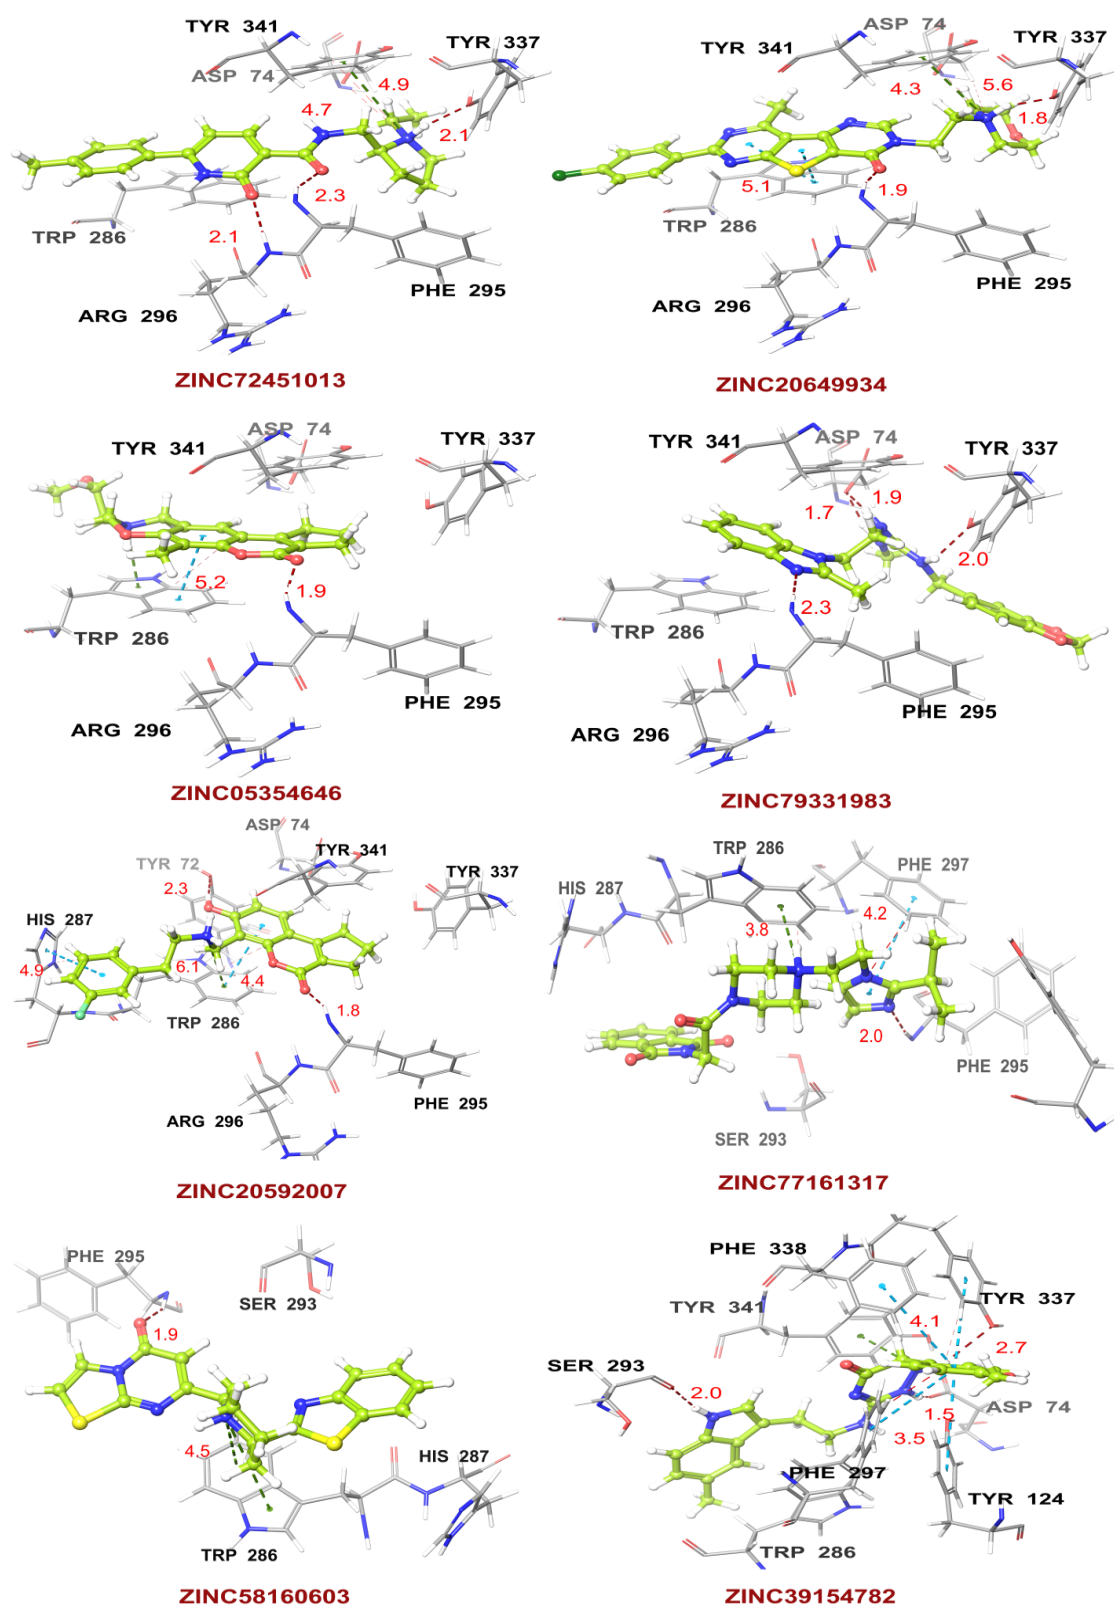 TYR 341
ASP 74
TYR 337
4.9
4.7
2.1
2.3
TRP 286
2.1
PHE 295
ARG 296
ZINC72451013
ASP 74
TYR 341
TYR 337
4.3
5.6
1.8
5.1
1.9
TRP 286
PHE 295
ARG 296
ZINC20649934
TYR 341
ASP 74
TYR 337
5.2
1.9
TRP 286
PHE 295
ARG 296
ZINC05354646
TYR 341
ASP 74
TYR 337
1.9
1.7
2.0
2.3
TRP 286
PHE 295
ARG 296
ZINC79331983
ASP 74
TYR 72
TYR 341
TYR 337
2.3
HIS 287
4.9
6.1
4.4
TRP 286
1.8
PHE 295
ARG 296
ZINC20592007
TRP 286
PHE 297
HIS 287
4.2
3.8
2.0
PHE 295
SER 293
ZINC77161317
PHE 295
SER 293
1.9
4.5
HIS 287
TRP 286
ZINC58160603
PHE 338
TYR 341
TYR 337
4.1
2.7
SER 293
2.0
1.5
ASP 74
3.5
PHE 297
TYR 124
TRP 286
ZINC39154782